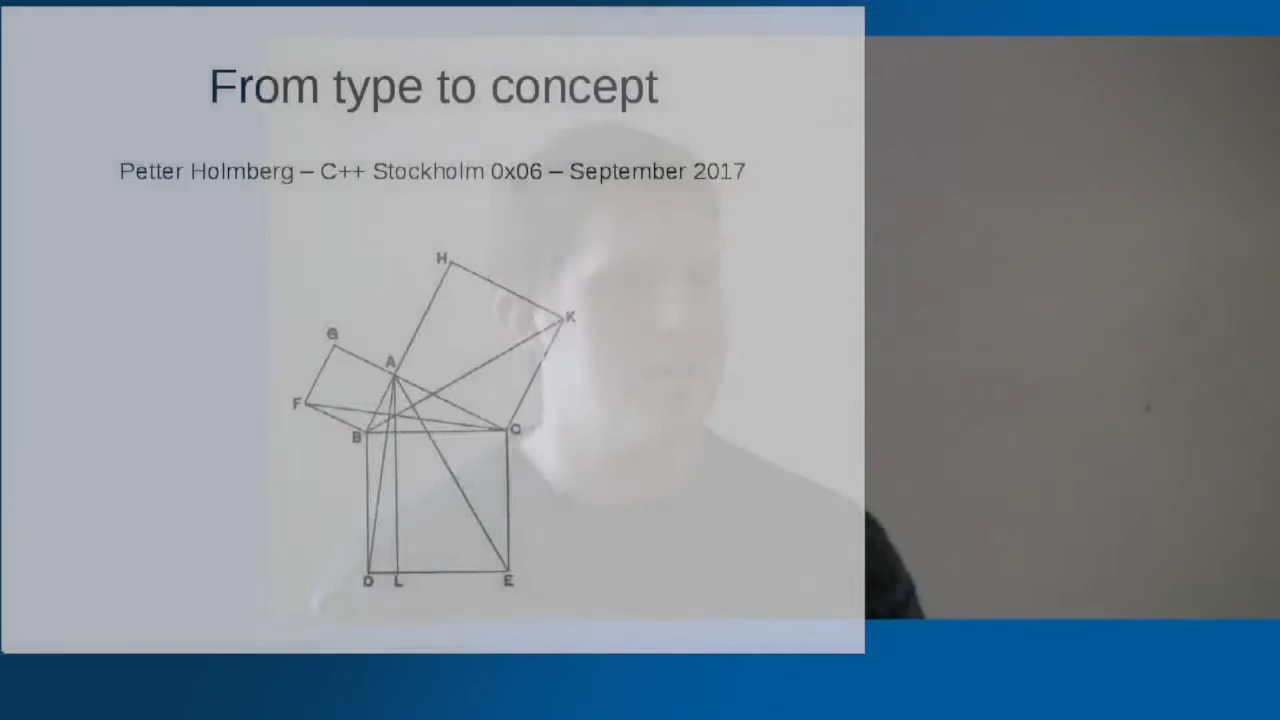 From type to concept
Petter Holmberg – C++ Stockholm 0x06 – September 2017
H
K
G
A
F
B
C
D L E